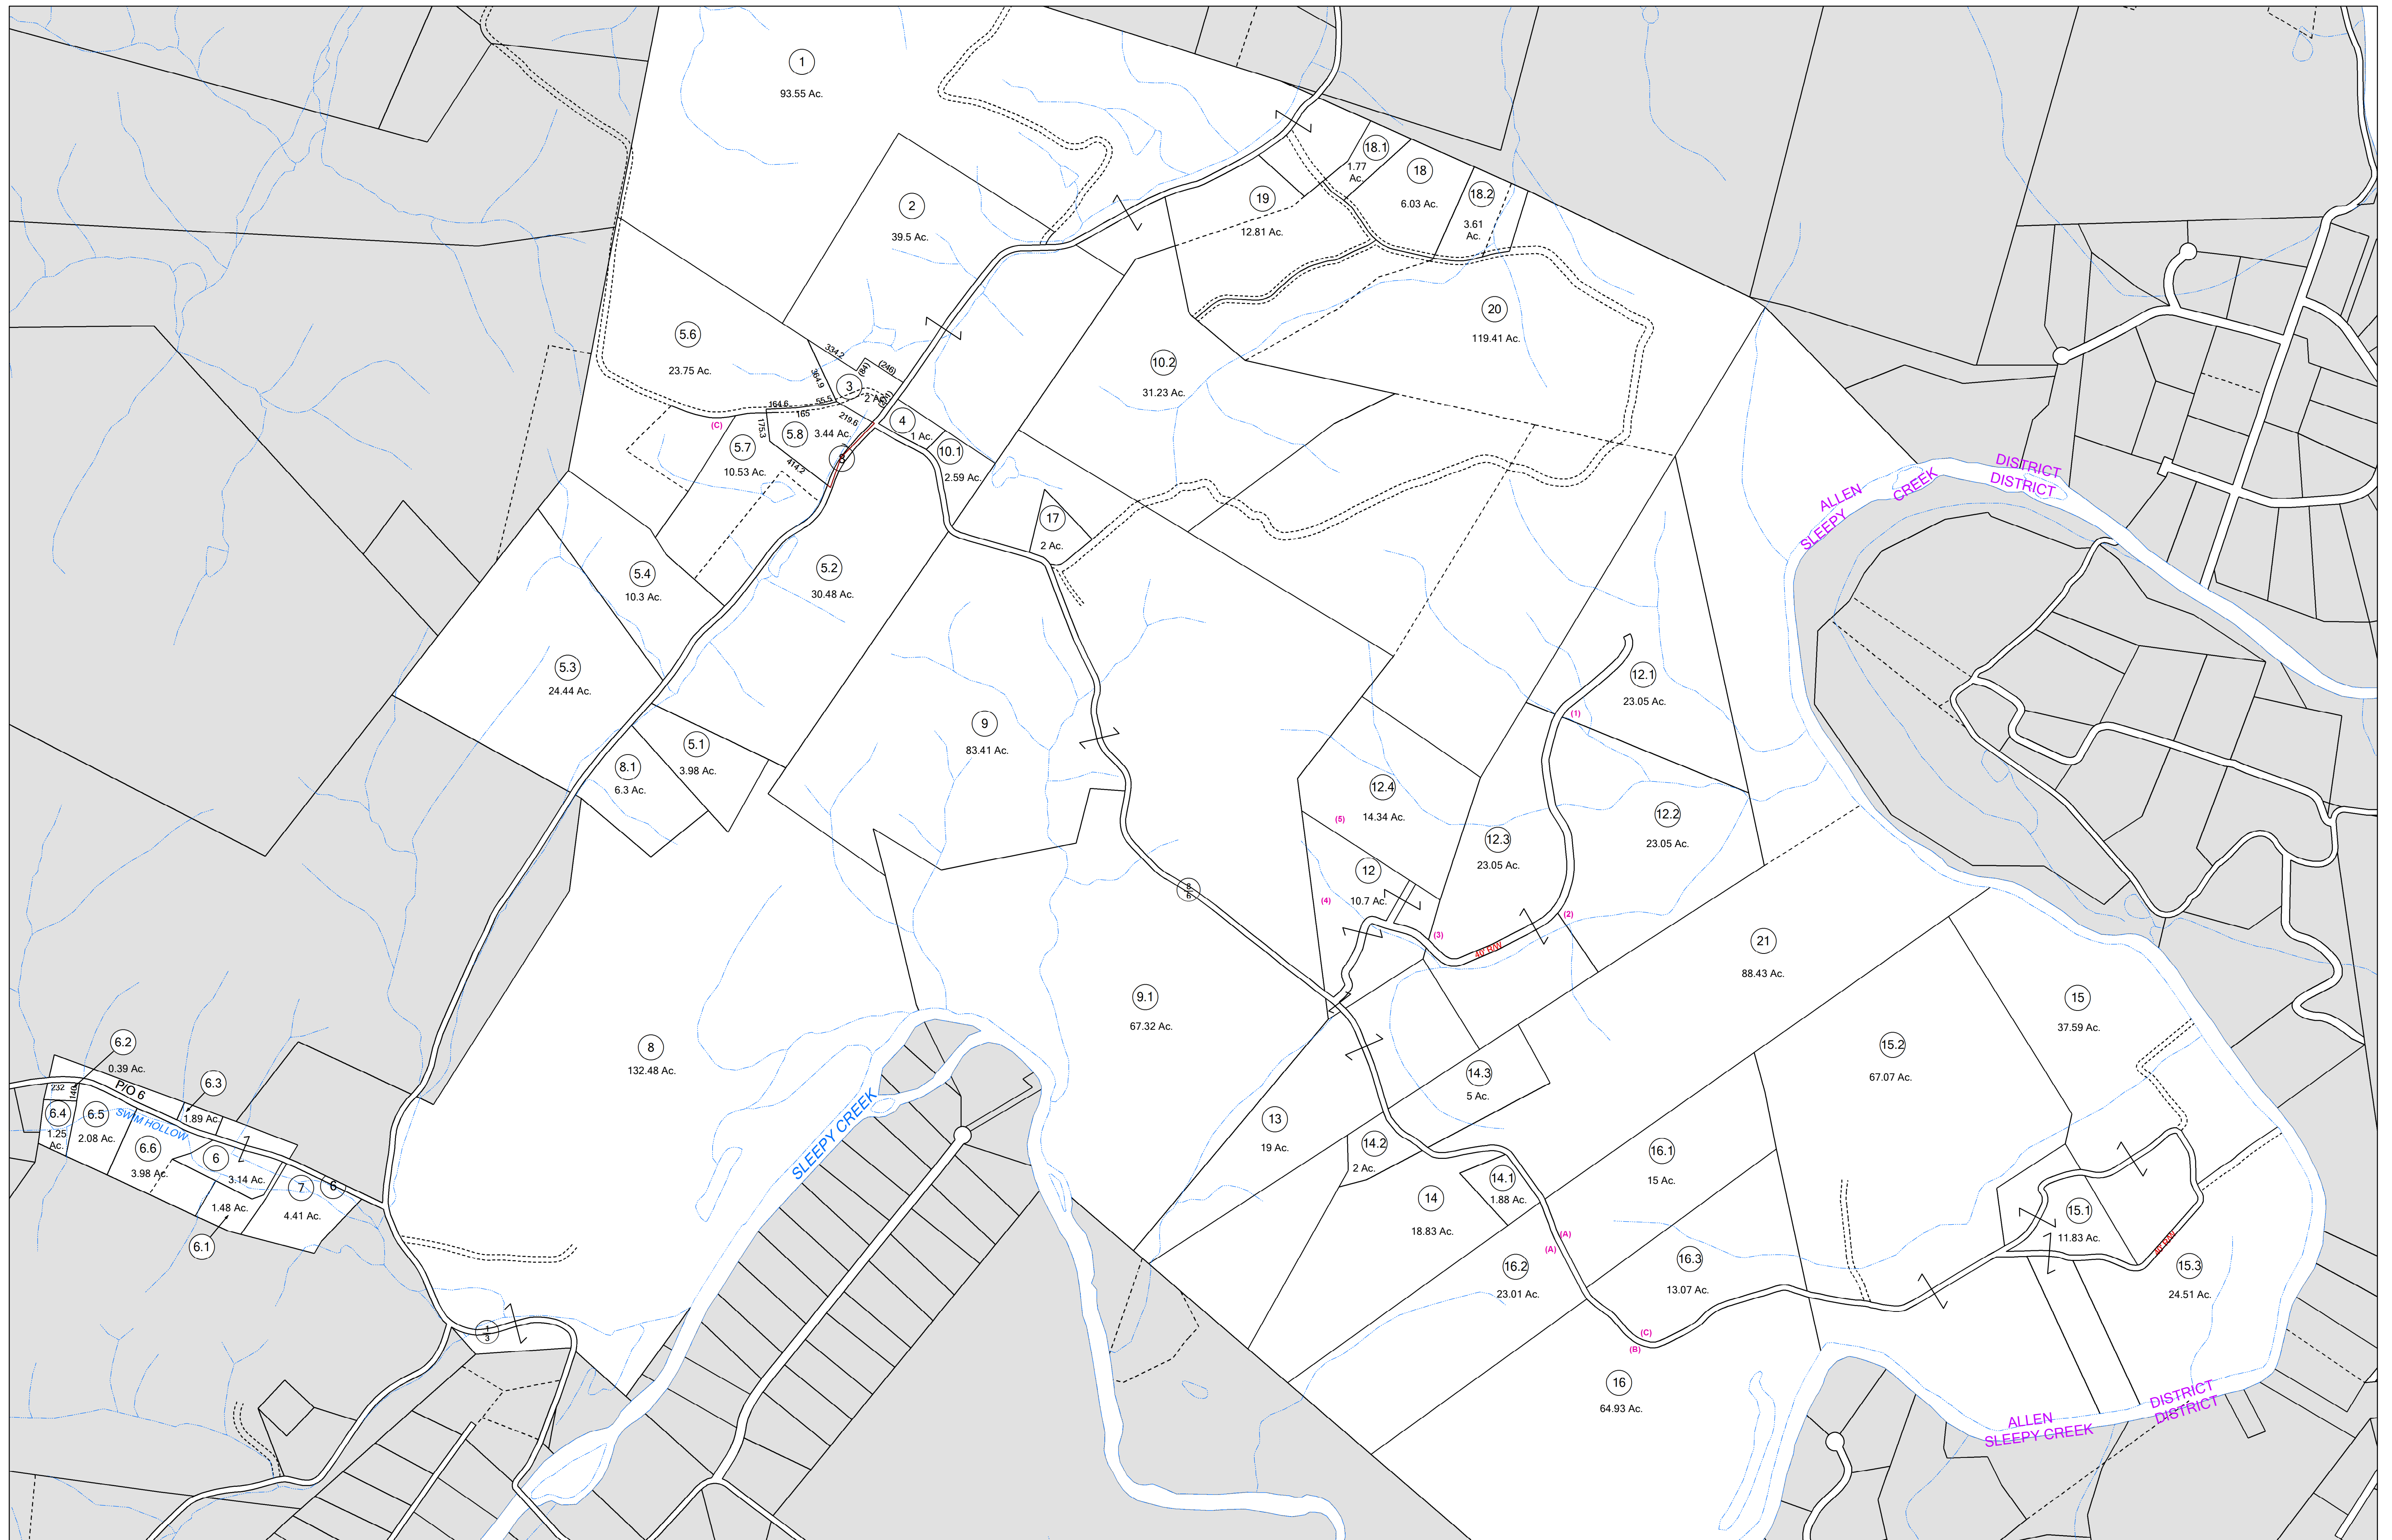 1
93.55 Ac.
18.1
1.77
Ac.
18
6.03 Ac.
18.2
3.61
Ac.
19
12.81 Ac.
2
39.5 Ac.
20
119.41 Ac.
5.6
23.75 Ac.
334.2
364.9
(84)
(246)
3
2 Ac.
10.2
31.23 Ac.
164.6
55.5
165
219.6
175.3
414.2
(C)
5.8
3.44 Ac.
4
1 Ac.
5.7
10.53 Ac.
8
10.1
2.59 Ac.
ALLEN
CREEK
DISTRICT
SLEEPY
DISTRICT
17
2 Ac.
5.4
10.3 Ac.
5.2
30.48 Ac.
5.3
24.44 Ac.
12.1
23.05 Ac.
(1)
9
83.41 Ac.
5.1
3.98 Ac.
8.1
6.3 Ac.
12.4
14.34 Ac.
(5)
12.3
23.05 Ac.
12.2
23.05 Ac.
12
10.7 Ac.
(4)
(3)
(2)
40' R/W
8
6
21
88.43 Ac.
9.1
67.32 Ac.
15
37.59 Ac.
8
132.48 Ac.
15.2
67.07 Ac.
6.2
0.39 Ac.
P/O 6
6.3
1.89 Ac.
232
140
6.4
1.25
Ac.
6.5
2.08 Ac.
SWIM HOLLOW
6.6
3.98 Ac.
6
3.14 Ac.
7
4.41 Ac.
6
1.48 Ac.
6.1
SLEEPY CREEK
14.3
5 Ac.
13
19 Ac.
14.2
2 Ac.
14.1
1.88 Ac.
14
18.83 Ac.
16.1
15 Ac.
(A)
(A)
15.1
11.83 Ac.
40' R/W
15.3
24.51 Ac.
16.2
23.01 Ac.
16.3
13.07 Ac.
1
3
(C)
(B)
16
64.93 Ac.
ALLEN
DISTRICT
SLEEPY CREEK
DISTRICT